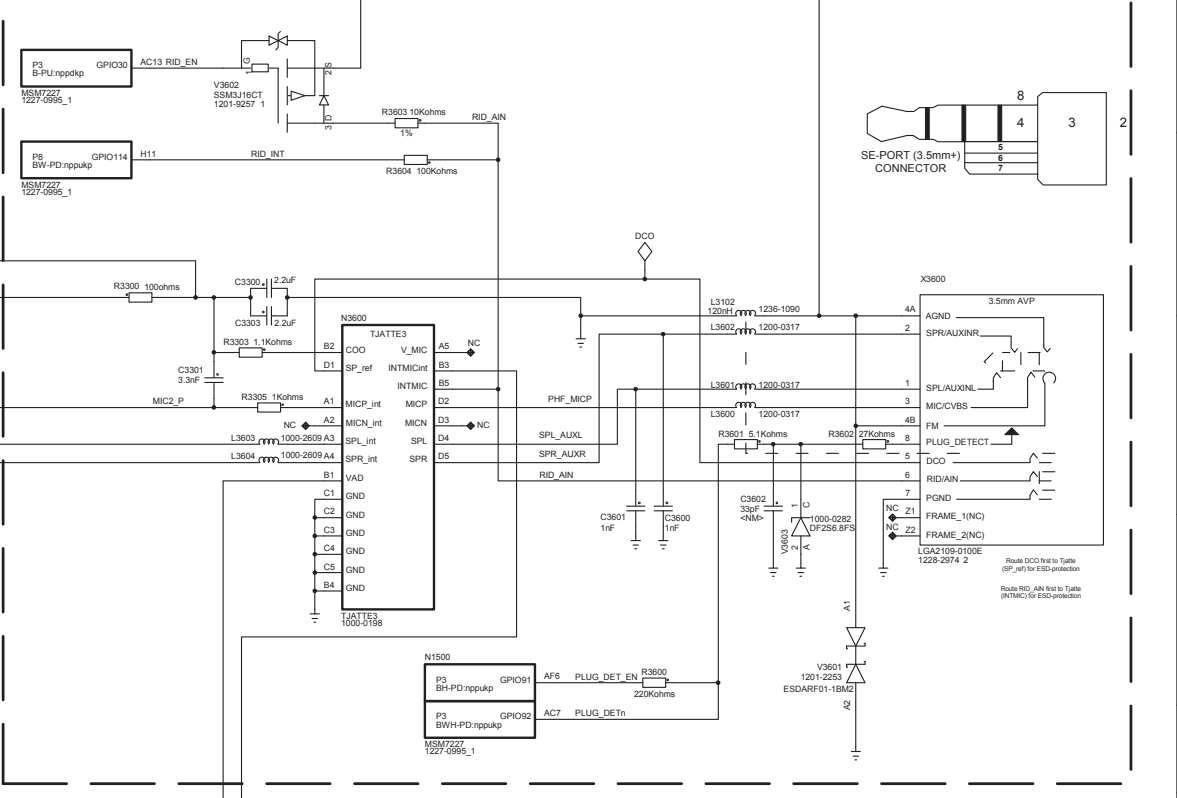 P3 GPIO30
B-PU:nppdkp
MSM7227
1227-0995_1
AC13 RID_EN
1 G
2 S
3 D
V3602
SSM3J16CT
1201-9257 1
R3603 10Kohms
1%
RID_AIN
P8 GPIO114
BW-PD:nppukp
MSM7227
1227-0995_1
H11 RID_INT
R3604 100Kohms
8
4 3 2
5
6
7
SE-PORT (3.5mm+)
CONNECTOR
DCO
R3300 100ohms
C3300 2.2uF
C3303 2.2uF
R3303 1.1Kohms
C3301
3.3nF
MIC2_P
R3305 1Kohms
NC
L3603 1000-2609
L3604 1000-2609
N3600
TJATTE3
B2 COO V_MIC A5 NC
D1 SP_ref INTMICint B3
INTMIC B5
A1 MICP_int MICP D2
A2 MICN_int MICN D3 NC
A3 SPL_int SPL D4
A4 SPR_int SPR D5
B1 VAD
C1 GND
C2 GND
C3 GND
C4 GND
C5 GND
B4 GND
TJATTE3
1000-0198
PHF_MICP
SPL_AUXL
SPR_AUXR
RID_AIN
L3102
120nH 1236-1090
L3602 1200-0317
L3601 1200-0317
L3600 1200-0317
R3601 5.1Kohms
R3602 27Kohms
C3601
1nF
C3600
1nF
C3602
33pF
<NM>
1 C
V3603
2 A
1000-0282
DF2S6.8FS
X3600
3.5mm AVP
4A AGND
2 SPR/AUXINR
1 SPL/AUXINL
3 MIC/CVBS
4B FM
8 PLUG_DETECT
5 DCO
6 RID/AIN
7 PGND
NC Z1 FRAME_1(NC)
NC Z2 FRAME_2(NC)
LGA2109-0100E
1228-2974 2
Route DCO first to Tjatte
(SP_ref) for ESD-protection
Route RID_AIN first to Tjatte
(INTMIC) for ESD-protection
A1
V3601
1201-2253
ESDARF01-1BM2
A2
N1500
P3 GPIO91
BH-PD:nppukp
AF6 PLUG_DET_EN
R3600
220Kohms
P3 GPIO92
BWH-PD:nppukp
AC7 PLUG_DETn
MSM7227
1227-0995_1